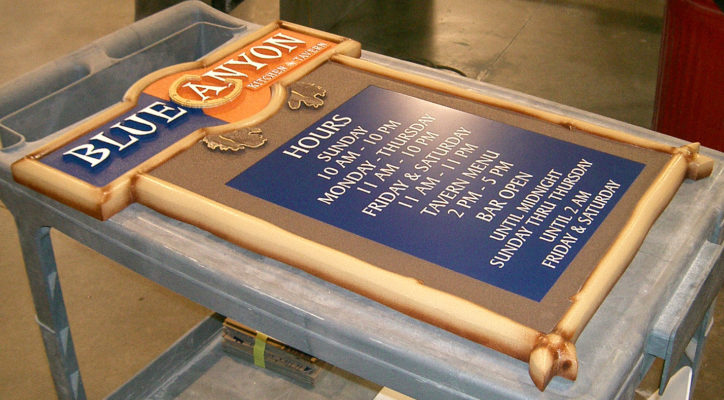 BLUE CANYON
KITCHEN & TAVERN
HOURS
SUNDAY
10 AM - 10 PM
MONDAY - THURSDAY
11 AM - 10 PM
FRIDAY & SATURDAY
11 AM - 11 PM
TAVERN MENU
2 PM - 5 PM
BAR OPEN
UNTIL MIDNIGHT
SUNDAY THRU THURSDAY
UNTIL 2 AM
FRIDAY & SATURDAY